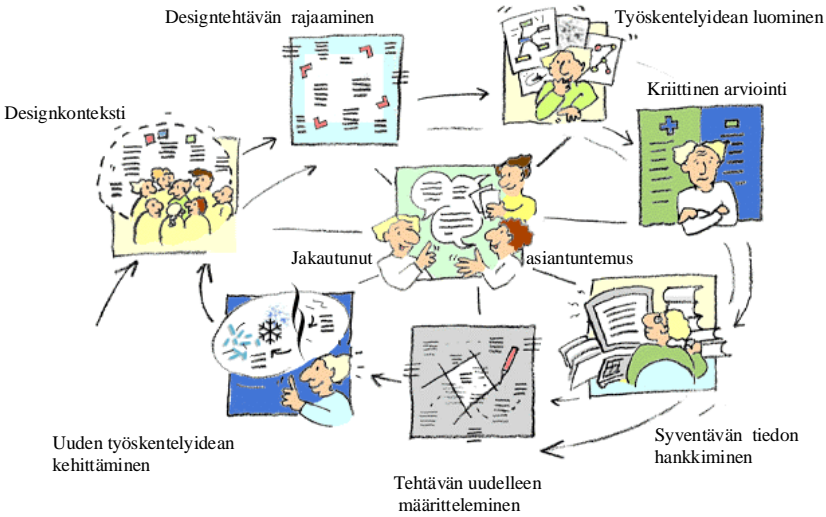 Designtehtävän rajaaminen
Työskentelyidean luominen
Kriittinen arviointi
Designkonteksti
Jakautunut asiantuntemus
Uuden työskentelyidean
kehittäminen
Syventävän tiedon
hankkiminen
Tehtävän uudelleen
määritteleminen